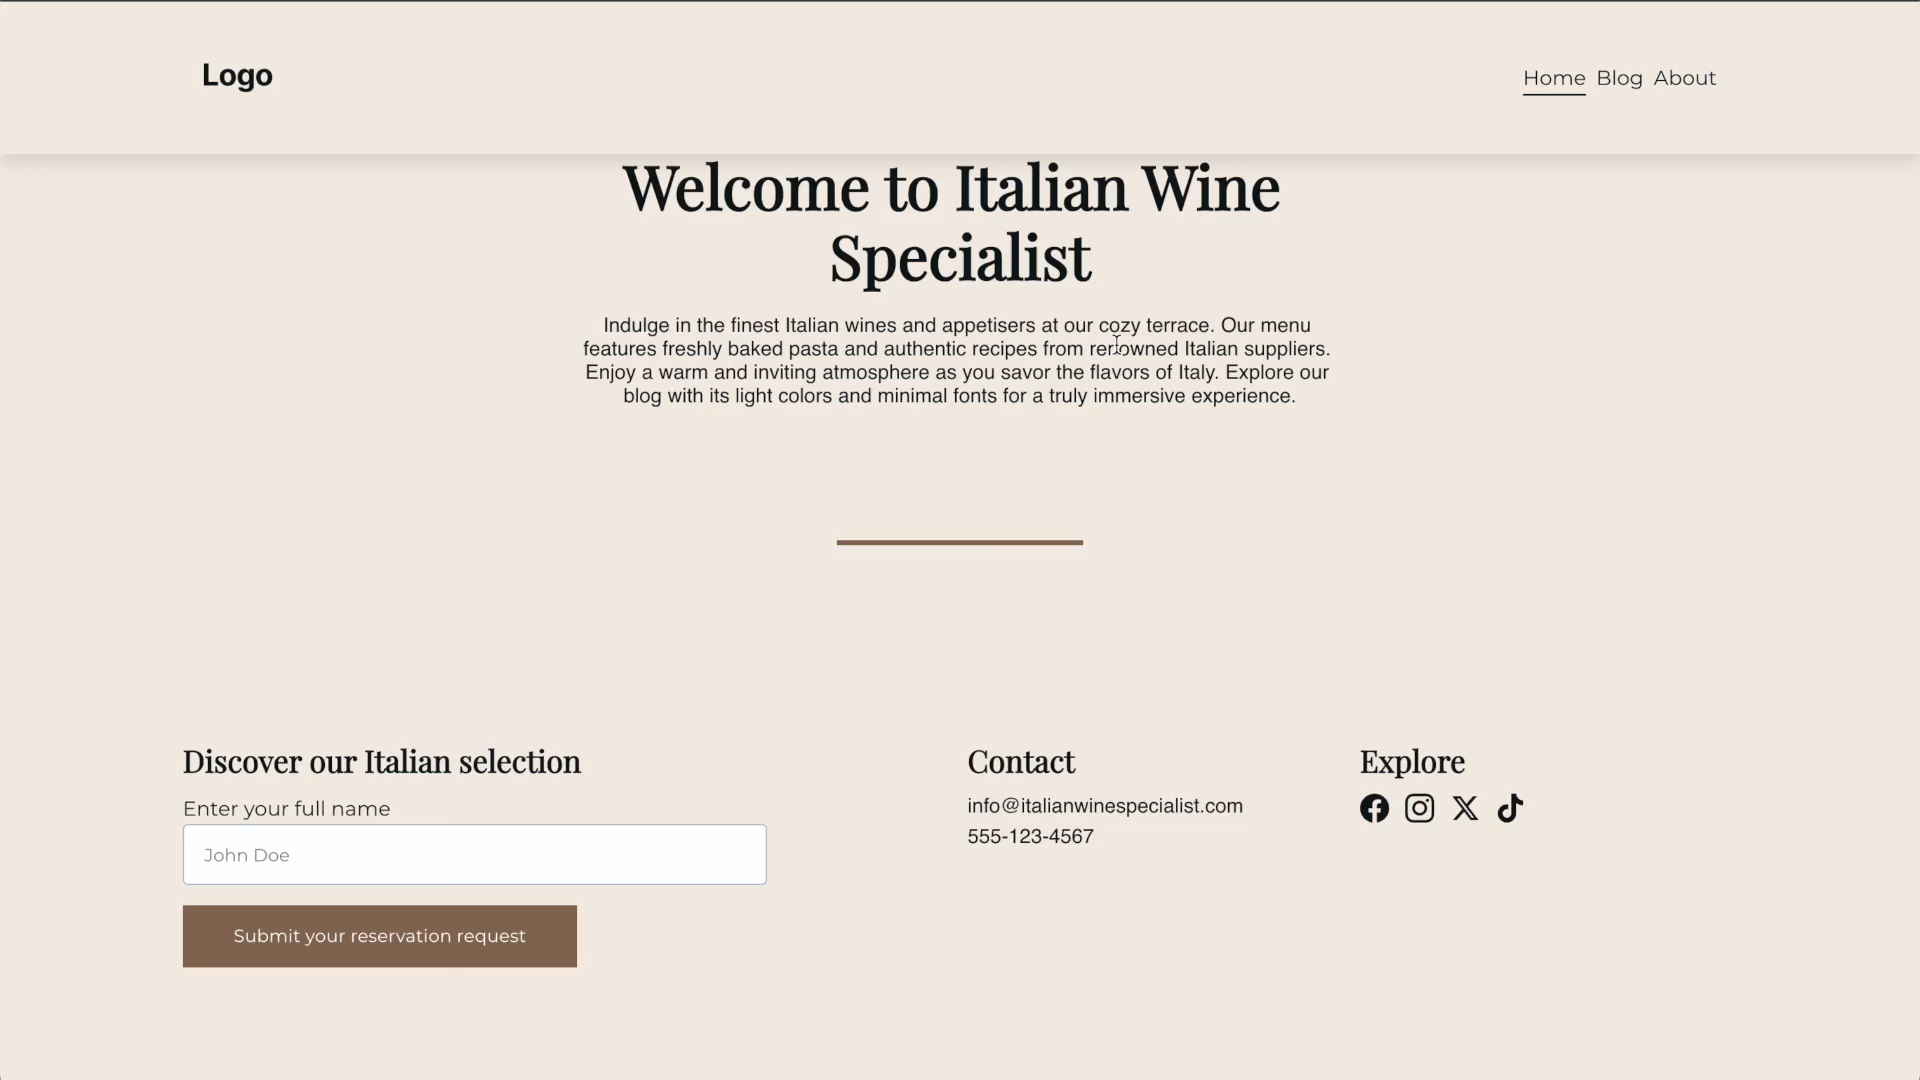 Logo
Home Blog About
Welcome to Italian Wine
Specialist
Indulge in the finest Italian wines and appetisers at our cozy terrace. Our menu
features freshly baked pasta and authentic recipes from renowned Italian suppliers.
Enjoy a warm and inviting atmosphere as you savor the flavors of Italy. Explore our
blog with its light colors and minimal fonts for a truly immersive experience.
Discover our Italian selection
Enter your full name
John Doe
Submit your reservation request
Contact
info@italianwinespecialist.com
555-123-4567
Explore